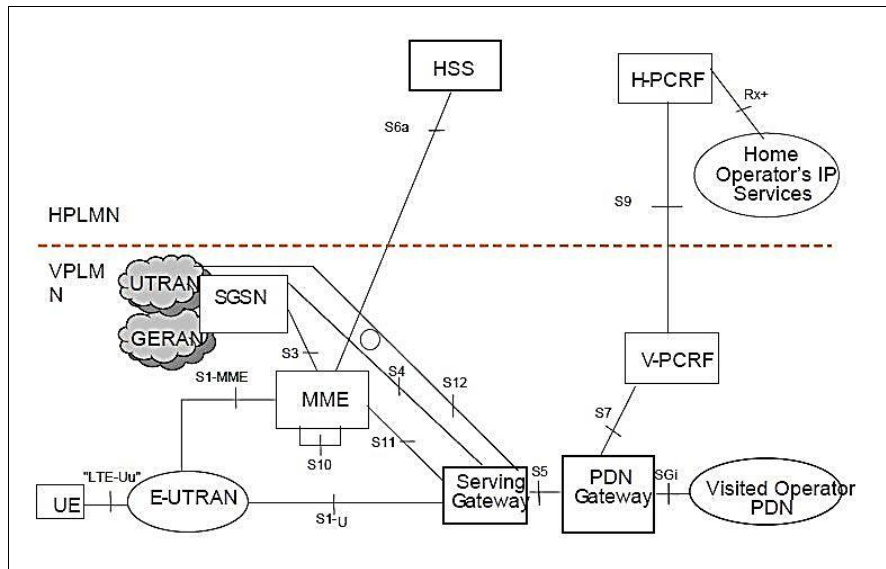 HSS
H-PCRF
Rx+
S6a
Home
Operator's IP
Services
S9
HPLMN
VPLM
N
UTRAN
SGSN
GERAN
S3
V-PCRF
S1-MME
S4
S12
MME
S7
S11
"LTE-Uu"
S10
S5
SGi
UE
E-UTRAN
Serving
Gateway
PDN
Gateway
Visited Operator
PDN
S1-U